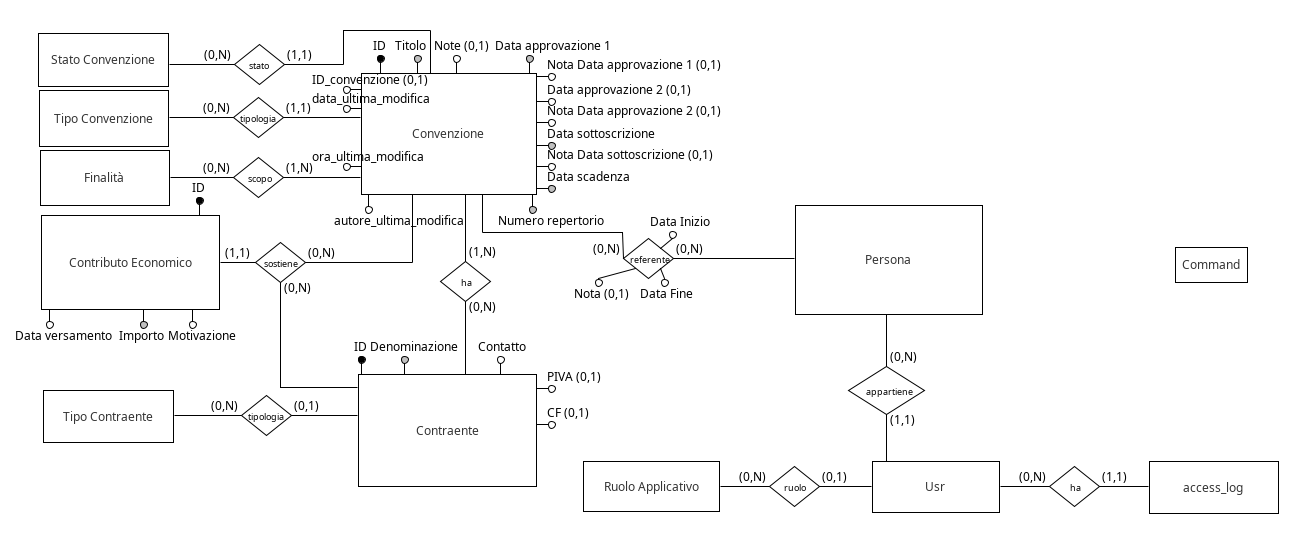 ID Titolo Note (0,1) Data approvazione 1
Stato Convenzione (0,N) stato (1,1)
Nota Data approvazione 1 (0,1)
ID_convenzione (0,1)
Data approvazione 2 (0,1)
data_ultima_modifica
Tipo Convenzione (0,N) tipologia (1,1)
Nota Data approvazione 2 (0,1)
Convenzione
Data sottoscrizione
ora_ultima_modifica
Nota Data sottoscrizione (0,1)
Finalità (0,N) scopo (1,N)
Data scadenza
ID
autore_ultima_modifica
Numero repertorio
Data Inizio
Contributo Economico (1,1) sostiene (0,N)
(0,N)
(1,N)
ha
(0,N)
(0,N) referente (0,N)
Nota (0,1) Data Fine
Persona
Command
Data versamento Importo Motivazione
ID Denominazione Contatto
PIVA (0,1)
CF (0,1)
Tipo Contraente (0,N) tipologia (0,1)
Contraente
(0,N)
appartiene
(1,1)
Ruolo Applicativo (0,N) ruolo (0,1) Usr (0,N) ha (1,1) access_log